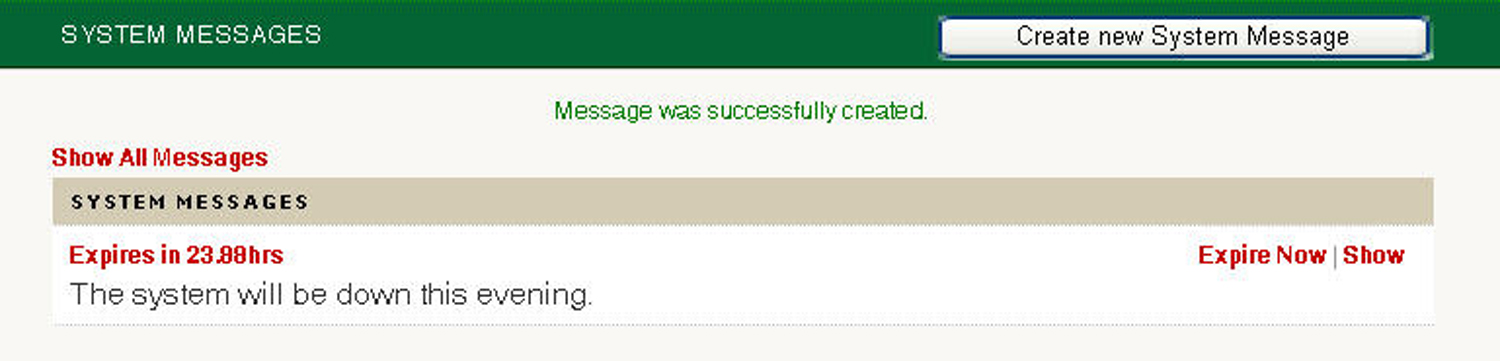 SYSTEM MESSAGES
Create new System Message
Message was successfully created.
Show All Messages
SYSTEM MESSAGES
Expires in 23.98hrs
Expire Now | Show
The system will be down this evening.